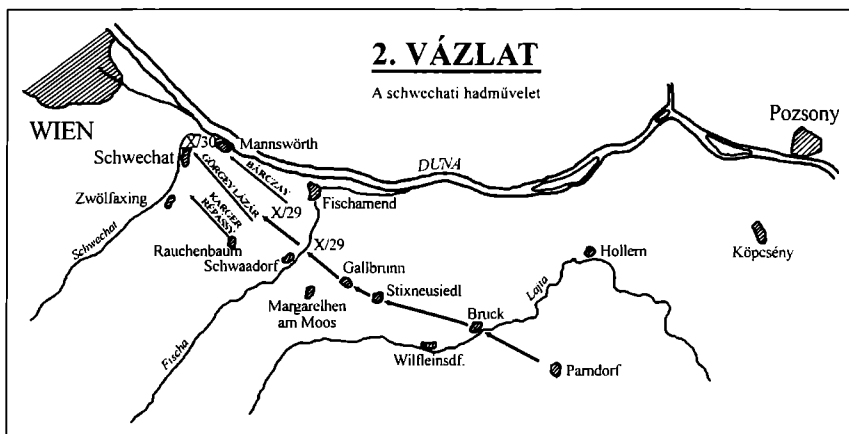 2. VÁZLAT
A schwechati hadművelet
WIEN
Pozsony
X/30
Mannswörth
Schwechat
DUNA
BÁRCZAY
GÖRGEY LÁZÁR
KARGER
RÉPASSY
Zwölfaxing
X/29
Fischamend
Schwechat
X/29
Rauchenbaum
Schwaadorf
Hollern
Köpcsény
Gallbrunn
Lajta
Stixneusiedl
Margarelhen
am Moos
Bruck
Fischa
Wilfleinsdf.
Parndorf